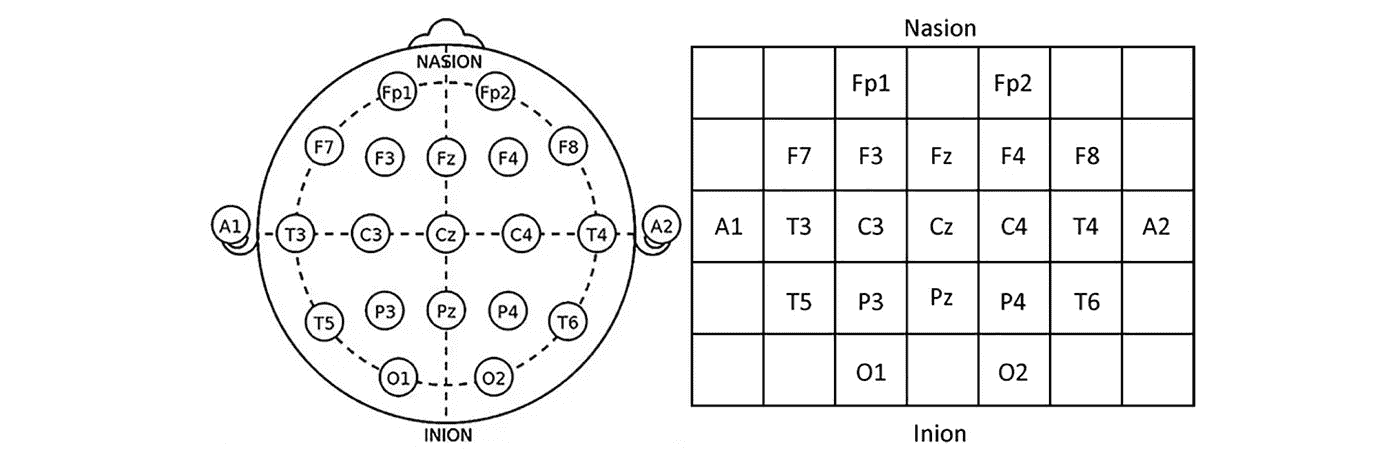 NASION
Fp1 Fp2
F7 F3 Fz F4 F8
A1 T3 C3 Cz C4 T4 A2
T5 P3 Pz P4 T6
O1 O2
INION
Nasion
Fp1 Fp2
F7 F3 Fz F4 F8
A1 T3 C3 Cz C4 T4 A2
T5 P3 Pz P4 T6
O1 O2
Inion